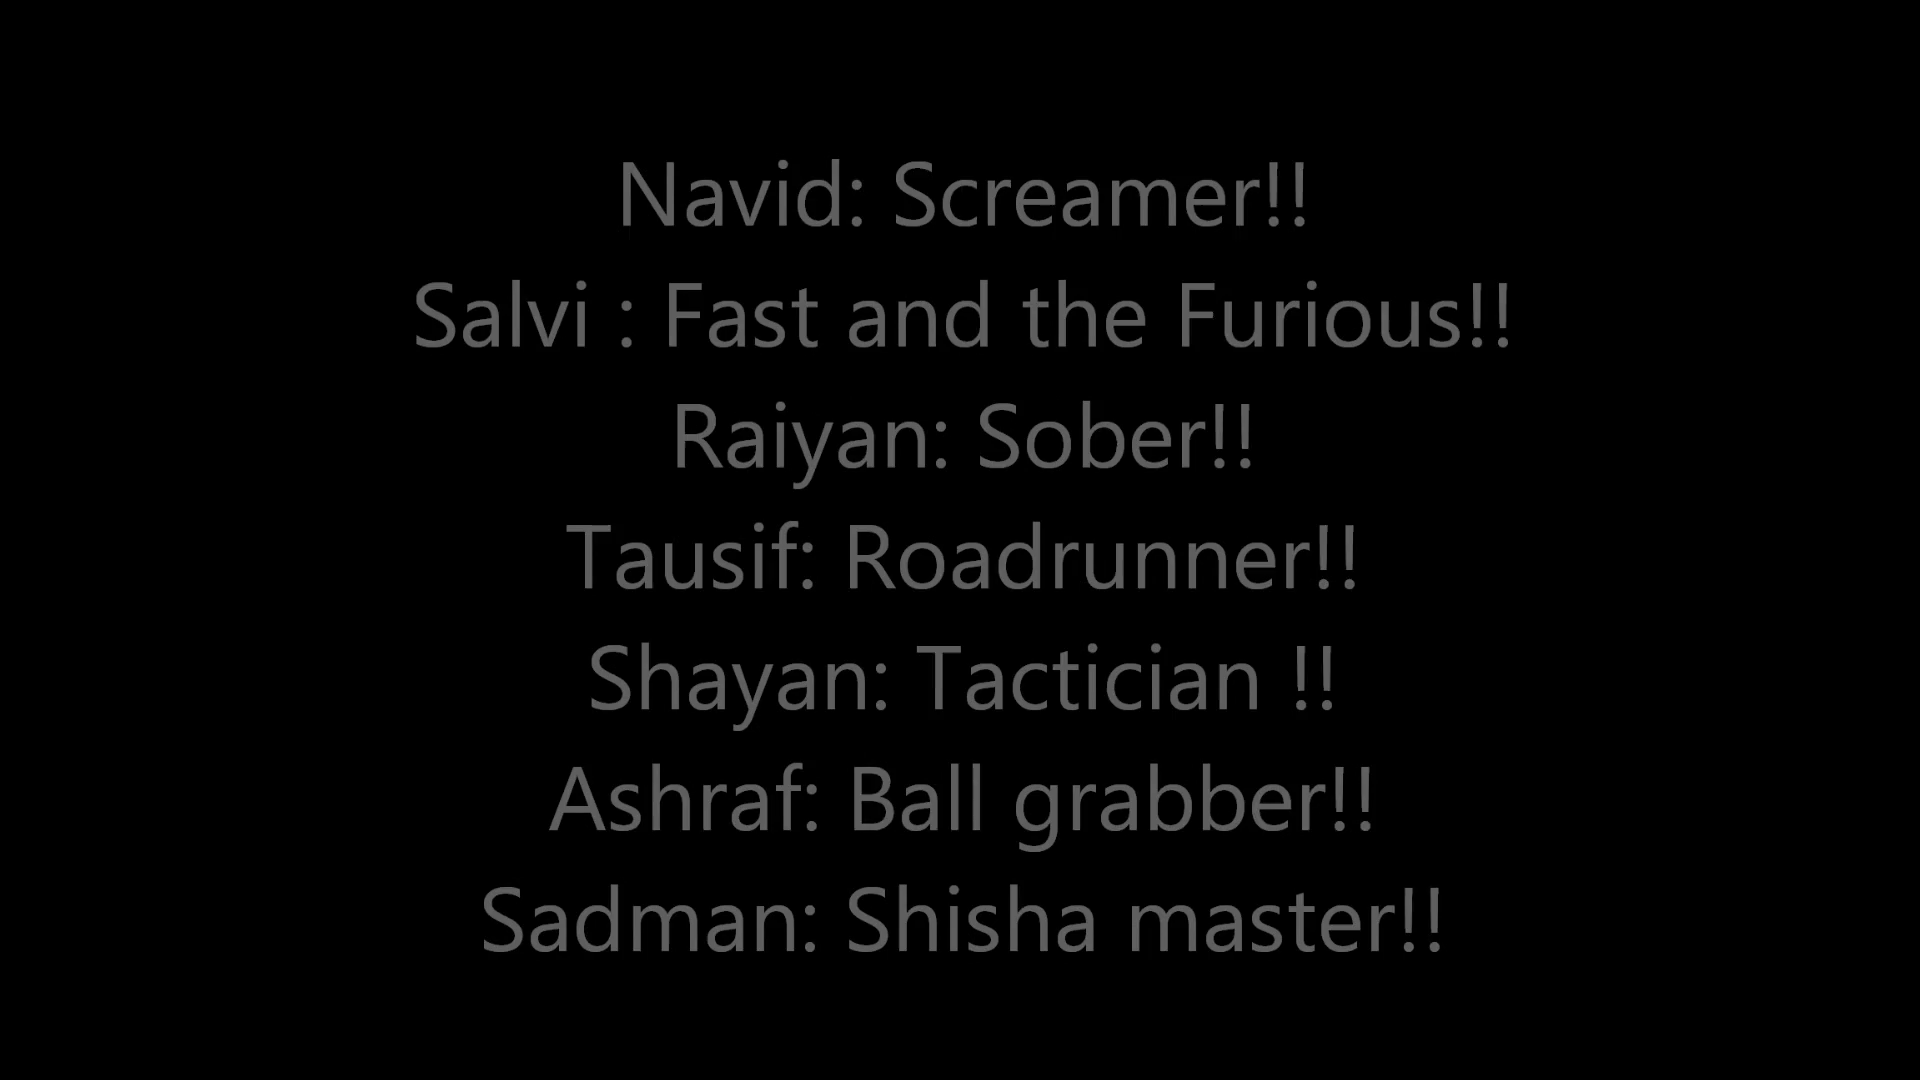 Navid: Screamer!!
Salvi : Fast and the Furious!!
Raiyan: Sober!!
Tausif: Roadrunner!!
Shayan: Tactician !!
Ashraf: Ball grabber!!
Sadman: Shisha master!!